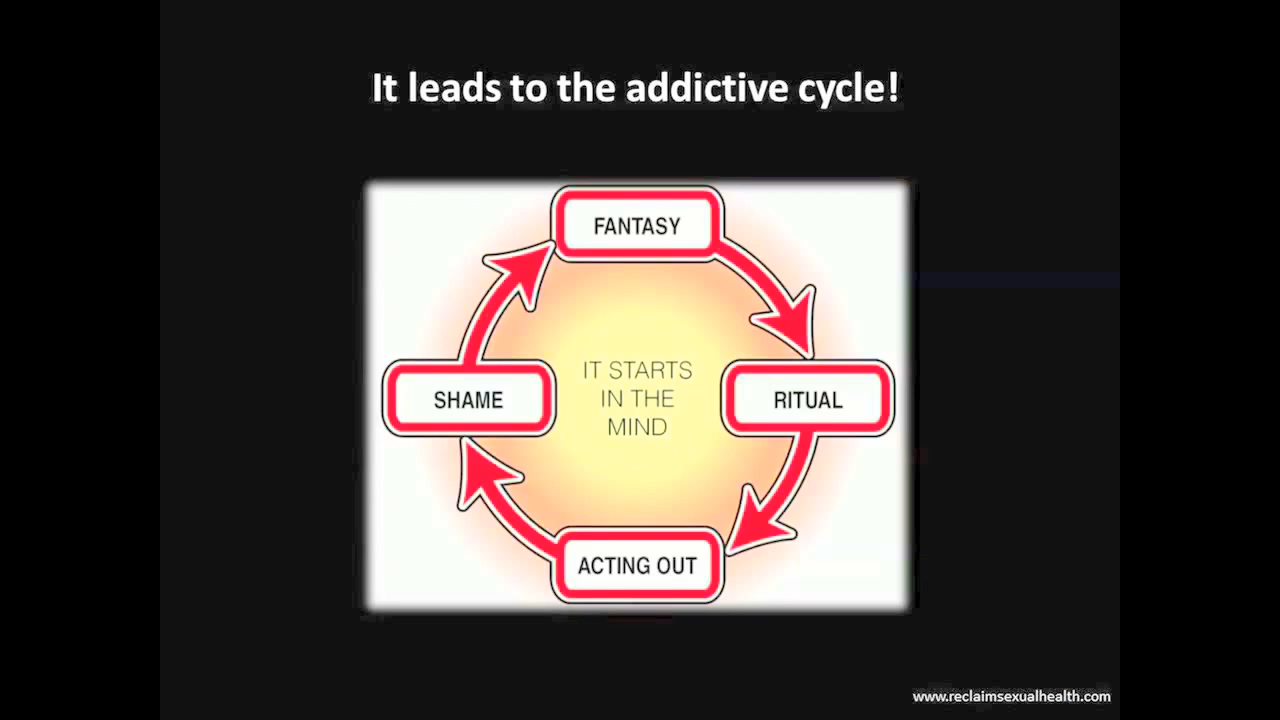 It leads to the addictive cycle!
FANTASY
IT STARTS
IN THE
MIND
SHAME
RITUAL
ACTING OUT
www.reclaimsexualhealth.com